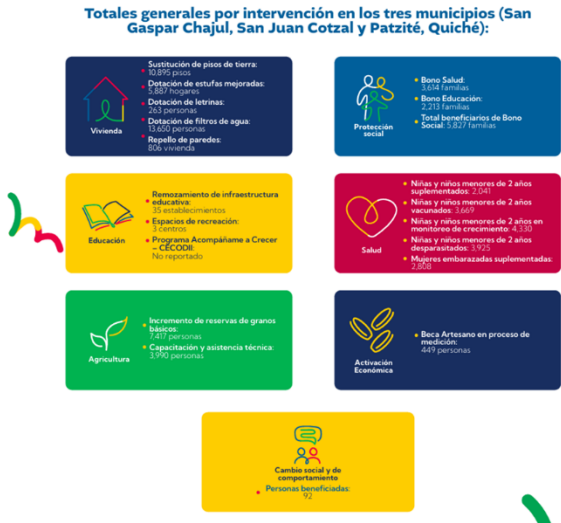 Totales generales por intervención en los tres municipios (San
Gaspar Chajul, San Juan Cotzal y Patzité, Quiché):
Vivienda
Sustitución de pisos de tierra:
10,895 pisos
Dotación de estufas mejoradas:
5,887 hogares
Dotación de letrinas:
263 personas
Dotación de filtros de agua:
13,650 personas
Repello de paredes:
806 vivienda
Protección
social
Bono Salud:
3,614 familias
Bono Educación:
2,213 familias
Total beneficiarios de Bono
Social: 5,827 familias
Educación
Remozamiento de infraestructura
educativa:
35 establecimientos
Espacios de recreación:
3 centros
Programa Acompáñame a Crecer
– CECODII:
No reportado
Salud
Niñas y niños menores de 2 años
suplementados: 2,041
Niñas y niños menores de 2 años
vacunados: 3,669
Niñas y niños menores de 2 años en
monitoreo de crecimiento: 4,330
Niñas y niños menores de 2 años
desparasitados: 3,925
Mujeres embarazadas suplementadas:
2,808
Agricultura
Incremento de reservas de granos
básicos:
7,417 personas
Capacitación y asistencia técnica:
3,990 personas
Activación
Económica
Beca Artesano en proceso de
medición:
449 personas
Cambio social y de
comportamiento
Personas beneficiadas:
92